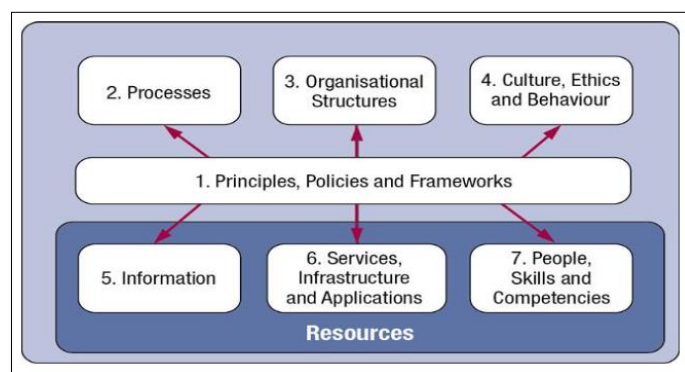 2. Processes
3. Organisational
Structures
4. Culture, Ethics
and Behaviour
1. Principles, Policies and Frameworks
5. Information
6. Services,
Infrastructure
and Applications
7. People,
Skills and
Competencies
Resources